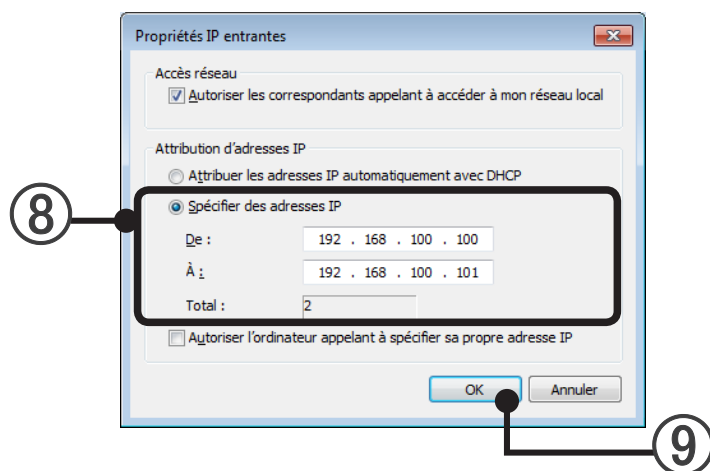 Propriétés IP entrantes
Accès réseau
Autoriser les correspondants appelant à accéder à mon réseau local
Attribution d'adresses IP
Attribuer les adresses IP automatiquement avec DHCP
⑧
Spécifier des adresses IP
De : 192 . 168 . 100 . 100
À : 192 . 168 . 100 . 101
Total : 2
Autoriser l'ordinateur appelant à spécifier sa propre adresse IP
OK Annuler
⑨